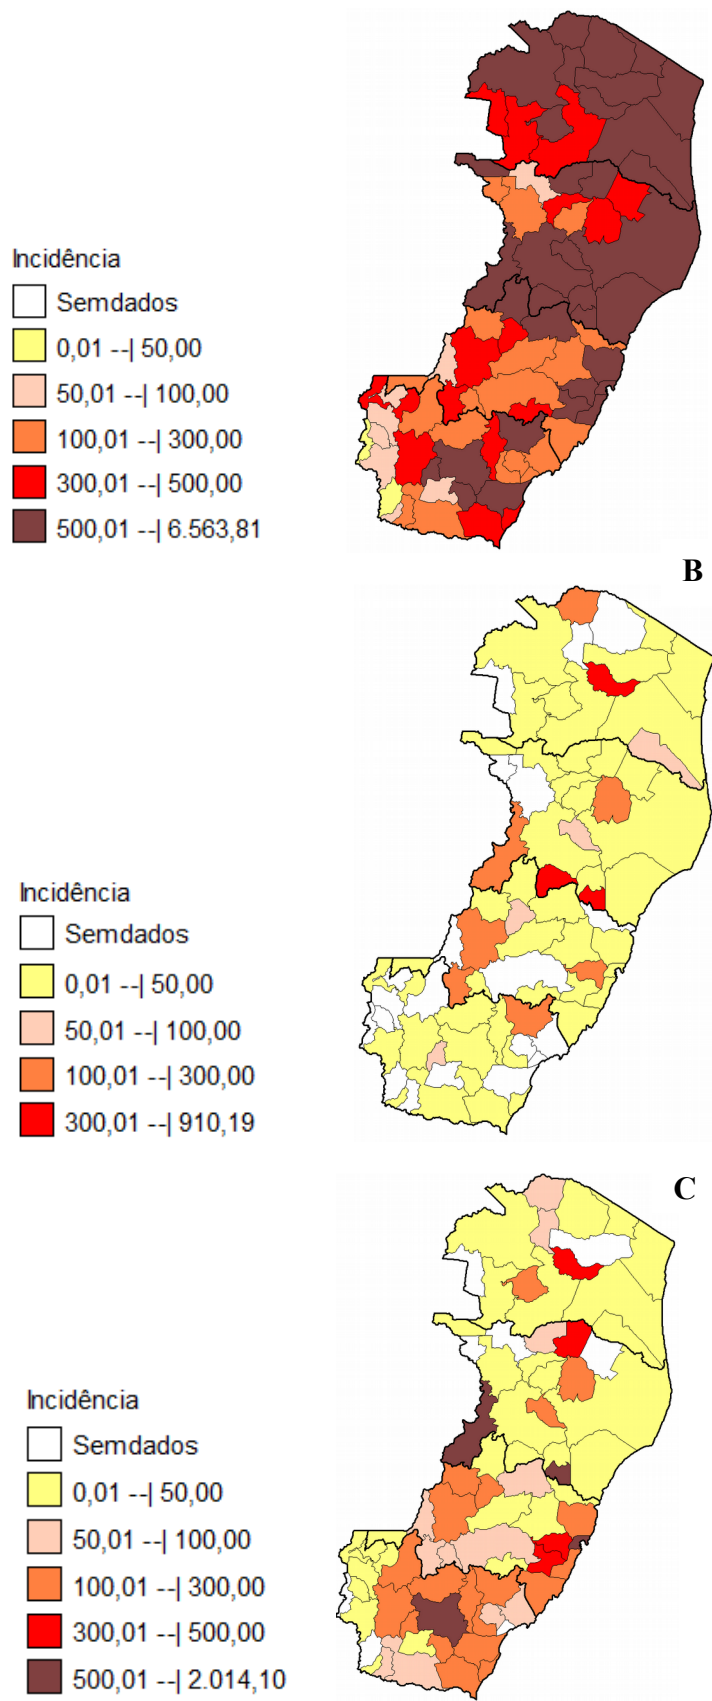 Incidência
Semdados
0,01 --| 50,00
50,01 --| 100,00
100,01 --| 300,00
300,01 --| 500,00
500,01 --| 6.563,81
B
Incidência
Semdados
0,01 --| 50,00
50,01 --| 100,00
100,01 --| 300,00
300,01 --| 910,19
C
Incidência
Semdados
0,01 --| 50,00
50,01 --| 100,00
100,01 --| 300,00
300,01 --| 500,00
500,01 --| 2.014,10